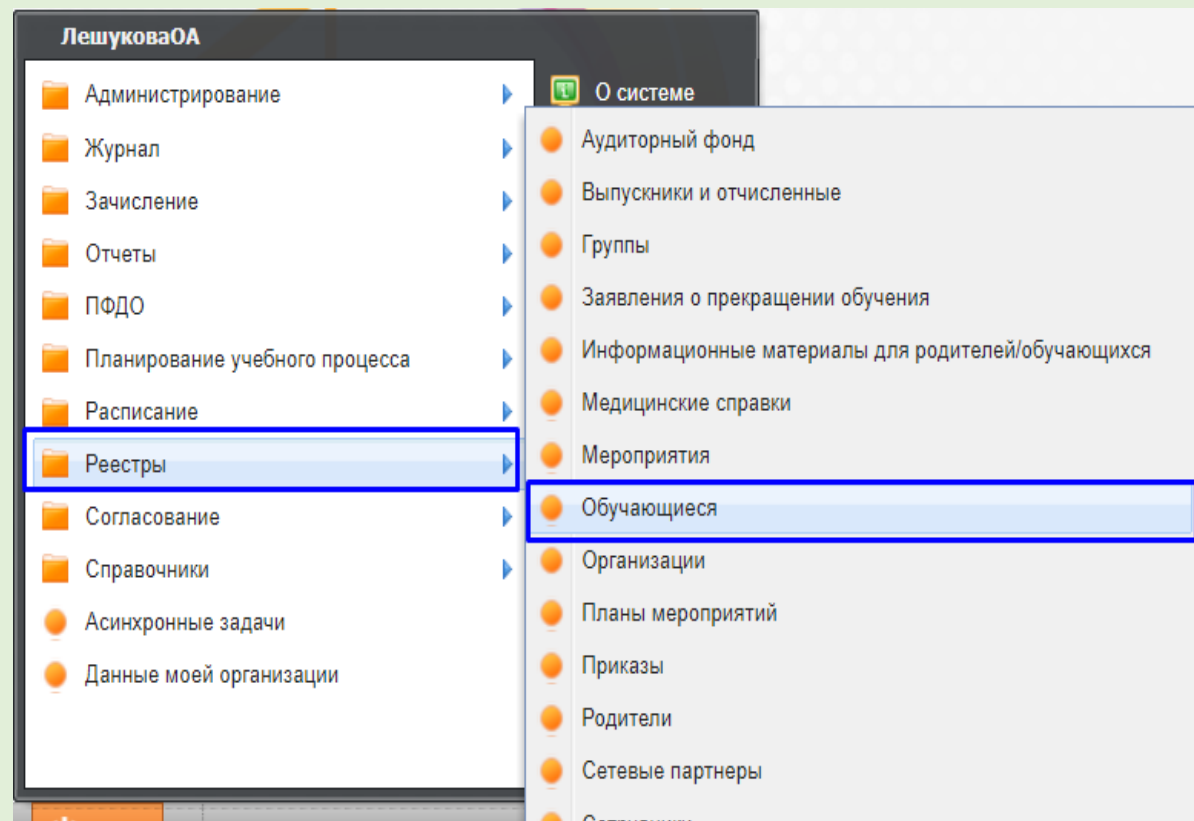 ЛешуковаОА
Администрирование
Журнал
Зачисление
Отчеты
ПФДО
Планирование учебного процесса
Расписание
Реестры
Согласование
Справочники
Асинхронные задачи
Данные моей организации
О системе
Аудиторный фонд
Выпускники и отчисленные
Группы
Заявления о прекращении обучения
Информационные материалы для родителей/обучающихся
Медицинские справки
Мероприятия
Обучающиеся
Организации
Планы мероприятий
Приказы
Родители
Сетевые партнеры